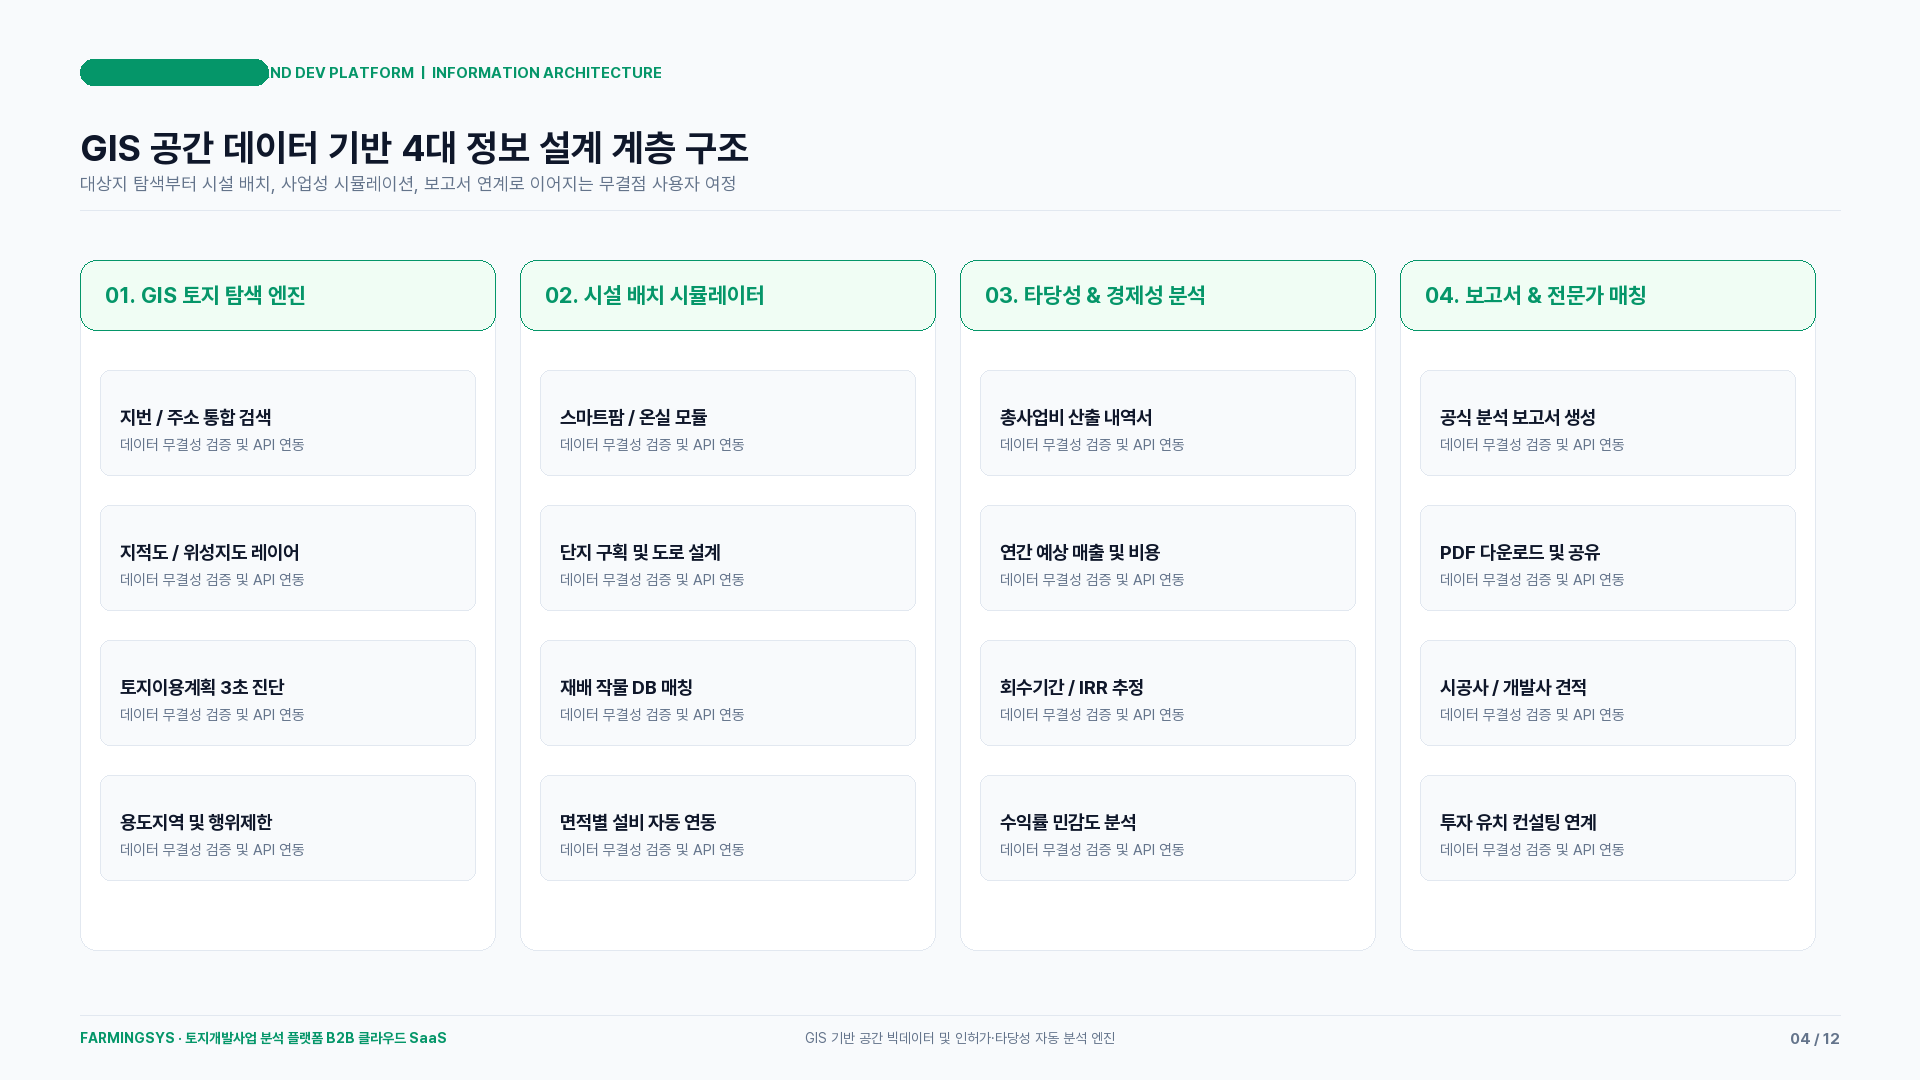 ND DEV PLATFORM | INFORMATION ARCHITECTURE
GIS 공간 데이터 기반 4대 정보 설계 계층 구조
대상지 탐색부터 시설 배치, 사업성 시뮬레이션, 보고서 연계로 이어지는 무결점 사용자 여정
01. GIS 토지 탐색 엔진
지번 / 주소 통합 검색
데이터 무결성 검증 및 API 연동
지적도 / 위성지도 레이어
데이터 무결성 검증 및 API 연동
토지이용계획 3초 진단
데이터 무결성 검증 및 API 연동
용도지역 및 행위제한
데이터 무결성 검증 및 API 연동
02. 시설 배치 시뮬레이터
스마트팜 / 온실 모듈
데이터 무결성 검증 및 API 연동
단지 구획 및 도로 설계
데이터 무결성 검증 및 API 연동
재배 작물 DB 매칭
데이터 무결성 검증 및 API 연동
면적별 설비 자동 연동
데이터 무결성 검증 및 API 연동
03. 타당성 & 경제성 분석
총사업비 산출 내역서
데이터 무결성 검증 및 API 연동
연간 예상 매출 및 비용
데이터 무결성 검증 및 API 연동
회수기간 / IRR 추정
데이터 무결성 검증 및 API 연동
수익률 민감도 분석
데이터 무결성 검증 및 API 연동
04. 보고서 & 전문가 매칭
공식 분석 보고서 생성
데이터 무결성 검증 및 API 연동
PDF 다운로드 및 공유
데이터 무결성 검증 및 API 연동
시공사 / 개발사 견적
데이터 무결성 검증 및 API 연동
투자 유치 컨설팅 연계
데이터 무결성 검증 및 API 연동
FARMINGSYS · 토지개발사업 분석 플랫폼 B2B 클라우드 SaaS
GIS 기반 공간 빅데이터 및 인허가·타당성 자동 분석 엔진
04 / 12